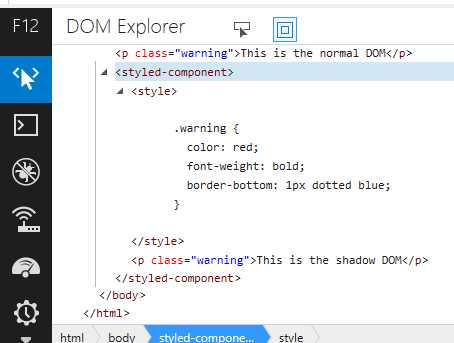 F12 DOM Explorer
<p class="warning">This is the normal DOM</p>
<styled-component>
<style>
.warning {
color: red;
font-weight: bold;
border-bottom: 1px dotted blue;
}
</style>
<p class="warning">This is the shadow DOM</p>
</styled-component>
</body>
</html>
html body styled-compone... style